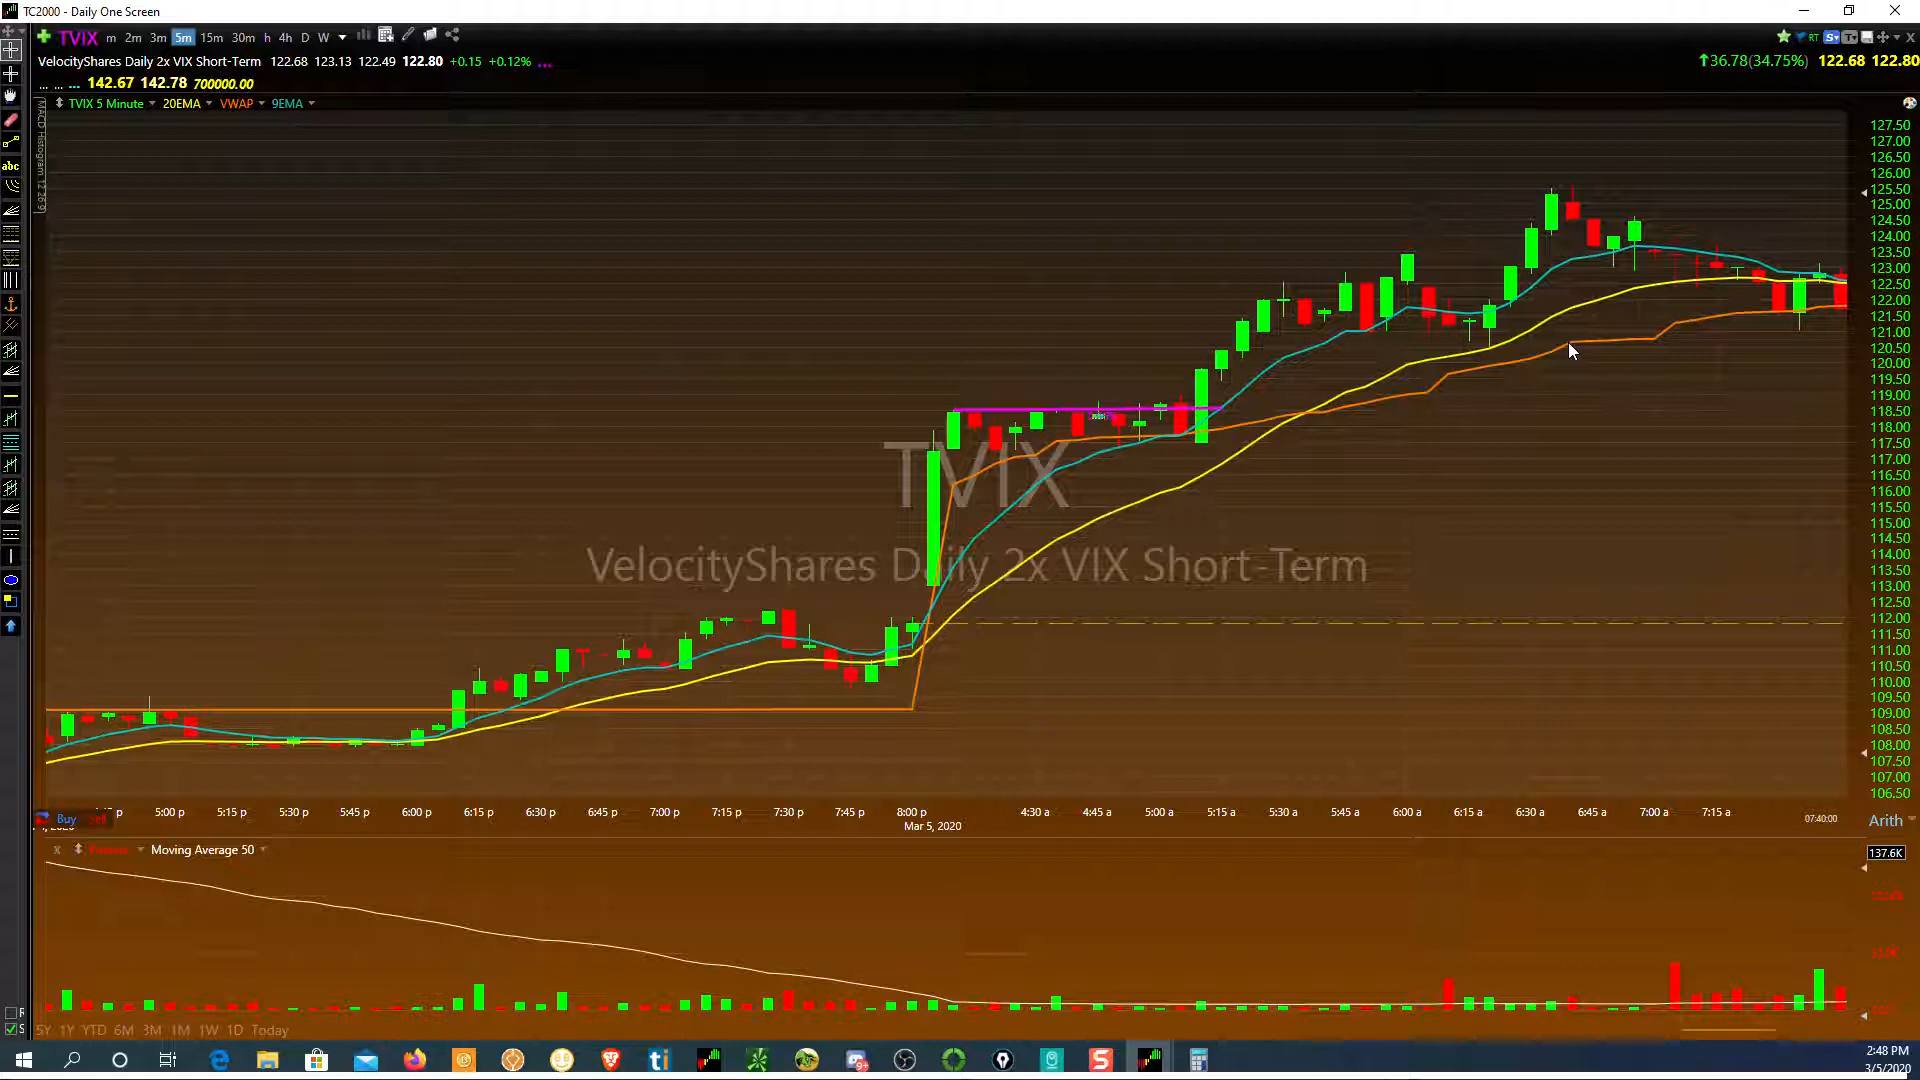 TC2000 - Daily One Screen
TVIX m 2m 3m 5m 15m 30m h 4h D W
RT
VelocityShares Daily 2x VIX Short-Term 122.68 123.13 122.49 122.80 +0.15 +0.12% ...
36.78(34.75%) 122.68 122.80
... ... ... 142.67 142.78 700000.00
TVIX 5 Minute 20EMA VWAP 9EMA
MACD Histogram 12 26 9
abc
127.50
127.00
126.50
126.00
125.50
125.00
124.50
124.00
123.50
123.00
122.50
122.00
121.50
121.00
120.50
120.00
119.50
119.00
118.50
118.00
117.50
117.00
116.50
116.00
115.50
115.00
114.50
114.00
113.50
113.00
112.50
112.00
111.50
111.00
110.50
110.00
109.50
109.00
108.50
108.00
107.50
107.00
106.50
TVIX
VelocityShares Daily 2x VIX Short-Term
5:00 p 5:15 p 5:30 p 5:45 p 6:00 p 6:15 p 6:30 p 6:45 p 7:00 p 7:15 p 7:30 p 7:45 p 8:00 p 4:30 a 4:45 a 5:00 a 5:15 a 5:30 a 5:45 a 6:00 a 6:15 a 6:30 a 6:45 a 7:00 a 7:15 a 07:40:00
Buy Sell
Mar 5, 2020
Arith
X Volume Moving Average 50
137.6K
5Y 1Y YTD 6M 3M 1M 1W 1D Today
2:48 PM
3/5/2020